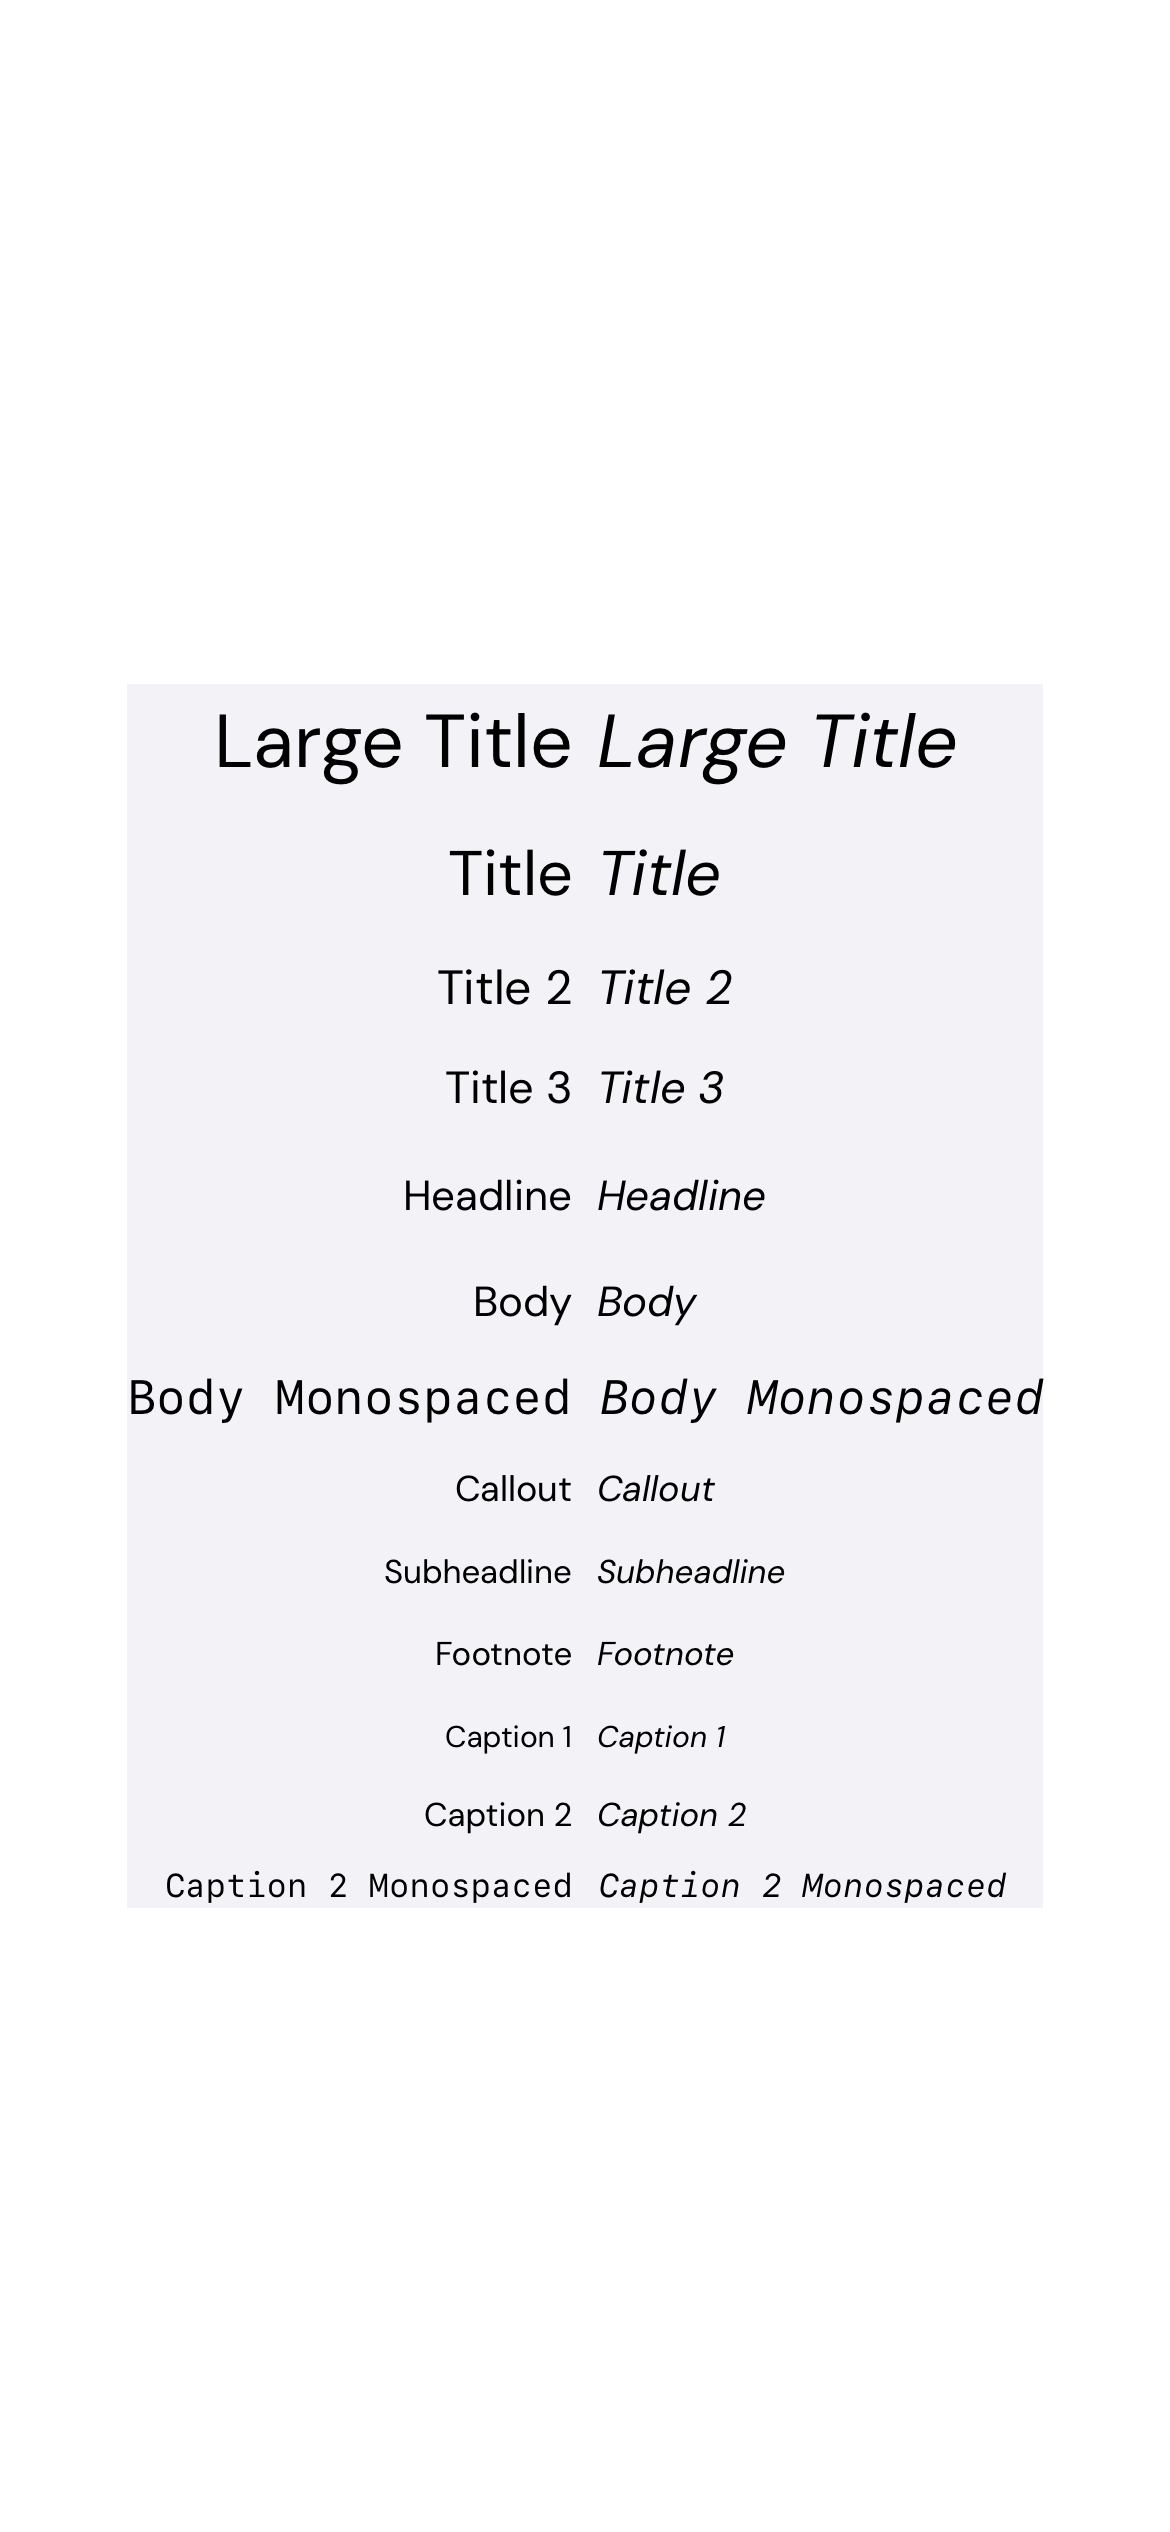 Large Title Large Title
Title Title
Title 2 Title 2
Title 3 Title 3
Headline Headline
Body Body
Body Monospaced Body Monospaced
Callout Callout
Subheadline Subheadline
Footnote Footnote
Caption 1 Caption 1
Caption 2 Caption 2
Caption 2 Monospaced Caption 2 Monospaced